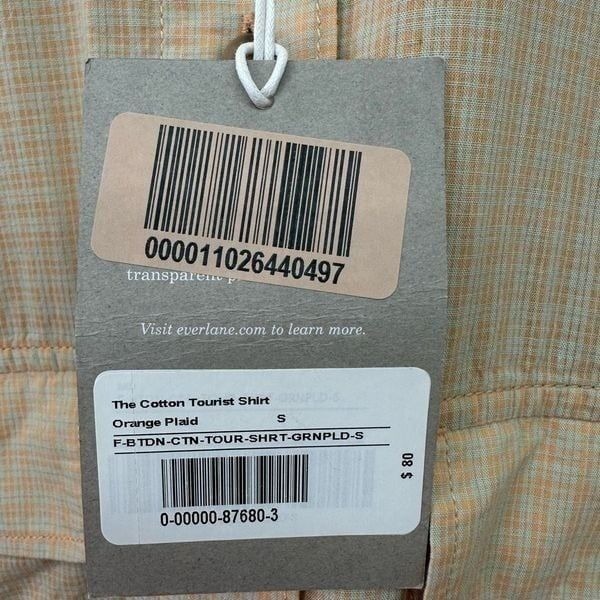 000011026440497
transparent
Visit everlane.com to learn more.
The Cotton Tourist Shirt
Orange Plaid S
F-BTDN-CTN-TOUR-SHRT-GRNPLD-S
$ 80
0-00000-87680-3